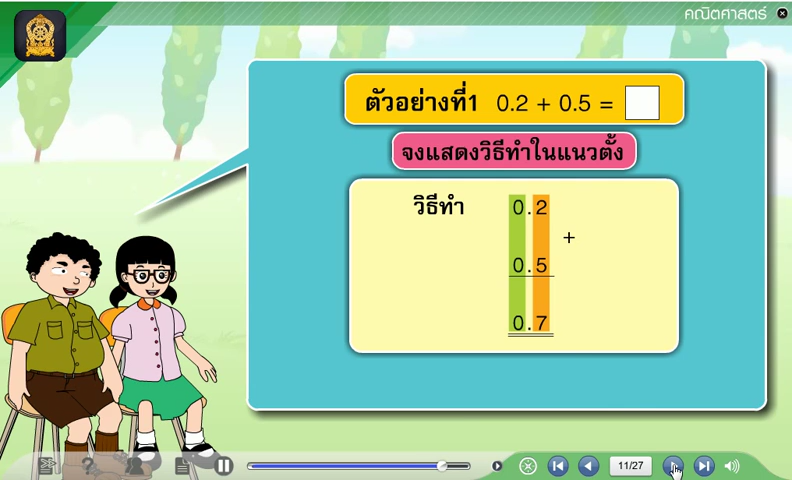 คณิตศาสตร์
ตัวอย่างที่1 0.2 + 0.5 =
จงแสดงวิธีทำในแนวตั้ง
วิธีทำ 0.2
+
0.5
0.7
11/27